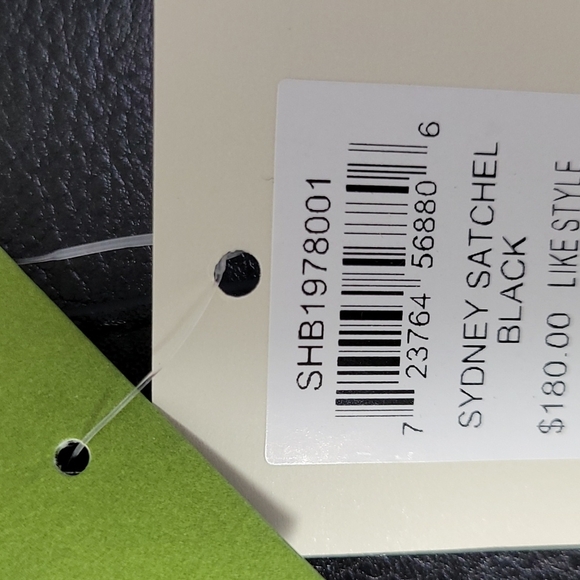 SHB1978001
7 23764 56880 6
SYDNEY SATCHEL
BLACK
$180.00 LIKE STYLE